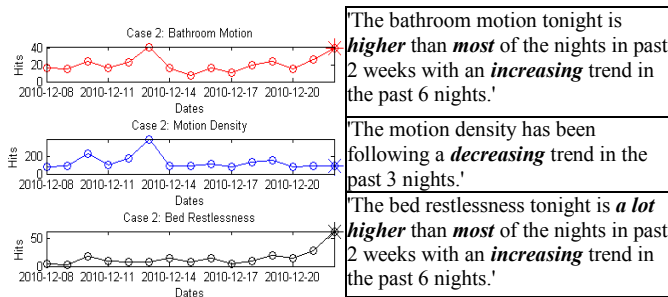 Case 2: Bathroom Motion
40
20
0
Hits
2010-12-08 2010-12-11 2010-12-14 2010-12-17 2010-12-20
Dates
'The bathroom motion tonight is
higher than most of the nights in past
2 weeks with an increasing trend in
the past 6 nights.'
Case 2: Motion Density
200
0
Hits
2010-12-08 2010-12-11 2010-12-14 2010-12-17 2010-12-20
Dates
'The motion density has been
following a decreasing trend in the
past 3 nights.'
Case 2: Bed Restlessness
50
0
Hits
2010-12-08 2010-12-11 2010-12-14 2010-12-17 2010-12-20
Dates
'The bed restlessness tonight is a lot
higher than most of the nights in past
2 weeks with an increasing trend in
the past 6 nights.'